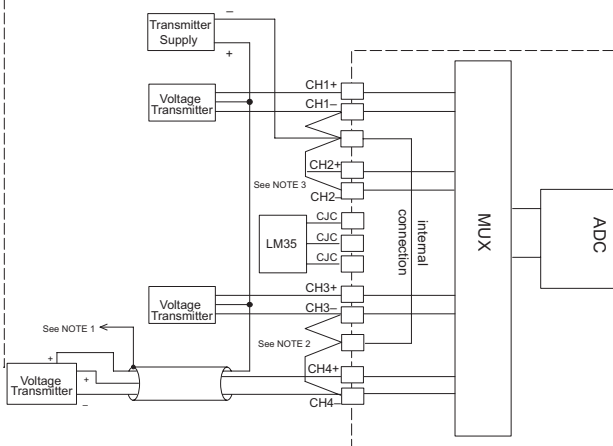 Transmitter
Supply
–
+
Voltage
Transmitter
CH1+
CH1–
See NOTE 3
CH2+
CH2–
LM35
CJC
CJC
CJC
internal
connection
MUX
ADC
Voltage
Transmitter
CH3+
CH3–
See NOTE 1
See NOTE 2
CH4+
CH4–
Voltage
Transmitter
+
+
–